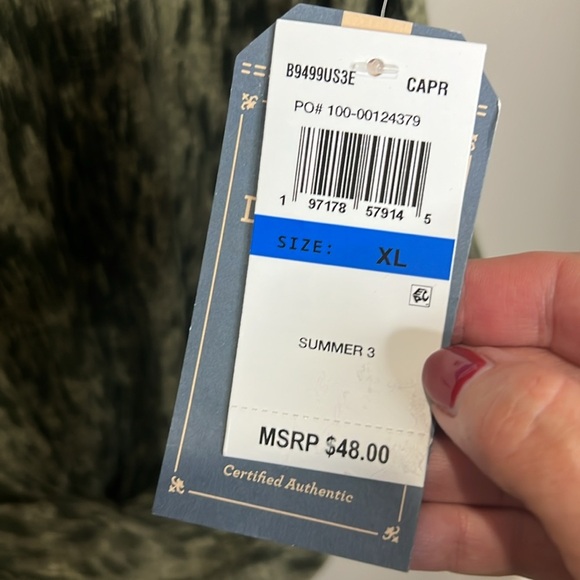 B9499US3E CAPR
PO# 100-00124379
1 97178 57914 5
SIZE: XL
SUMMER 3
MSRP $48.00
Certified Authentic